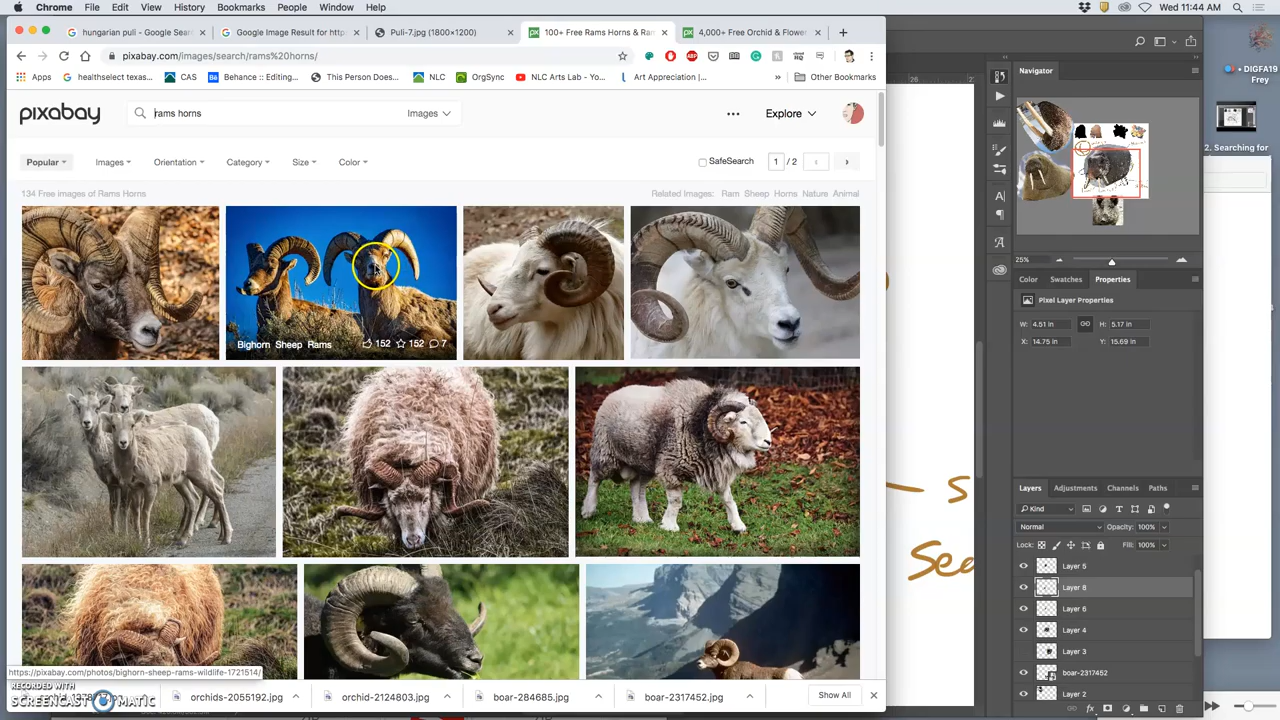 Chrome File Edit View History Bookmarks People Window Help
Wed 11:44 AM
hungarian puli - Google Sear
Google Image Result for http
Puli-7.jpg (1800×1200)
100+ Free Rams Horns & Ram
4,000+ Free Orchid & Flower
pixabay.com/images/search/rams%20horns/
Apps
healthselect texas...
CAS
Behance :: Editing...
This Person Does...
NLC
OrgSync
NLC Arts Lab - Yo...
Art Appreciation |...
Other Bookmarks
pixabay
rams horns
Images
Explore
Popular
Images
Orientation
Category
Size
Color
SafeSearch
1 / 2
134 Free images of Rams Horns
Related Images: Ram Sheep Horns Nature Animal
Bighorn Sheep Rams
152 152 7
https://pixabay.com/photos/bighorn-sheep-rams-wildlife-1721514/
RECORDED WITH
SCREENCAST MATIC
orchids-2055192.jpg
orchid-2124803.jpg
boar-284685.jpg
boar-2317452.jpg
Show All
26
s
See
Navigator
25%
Color Swatches Properties
Pixel Layer Properties
W: 4.51 in
H: 5.17 in
X: 14.75 in
Y: 15.69 in
Layers Adjustments Channels Paths
Kind
Normal
Opacity: 100%
Lock:
Fill: 100%
Layer 5
Layer 8
Layer 6
Layer 4
Layer 3
boar-2317452
Layer 2
DIGFA19
Frey
2. Searching for